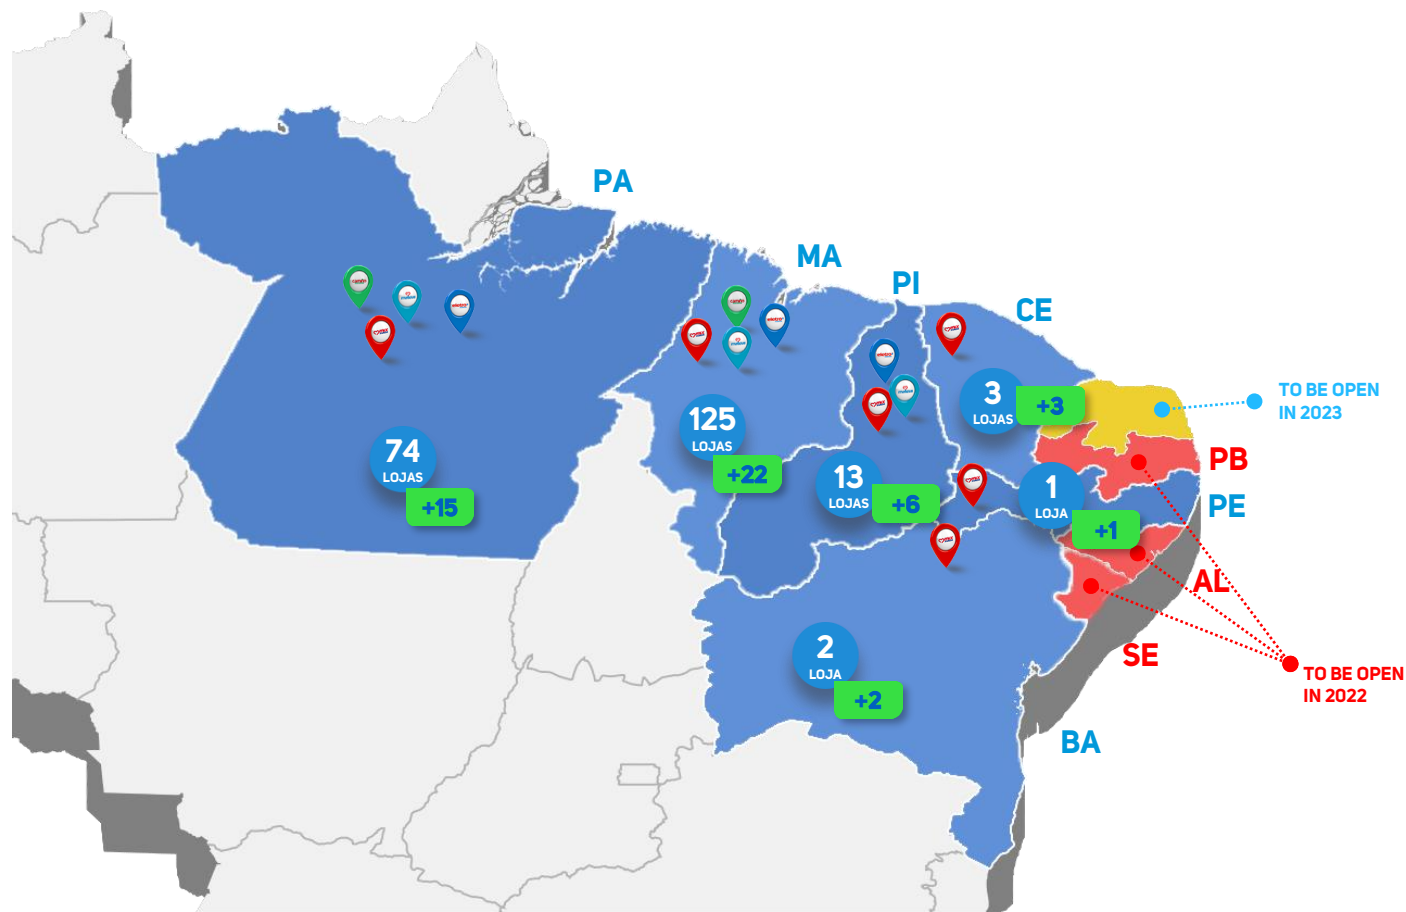 PA
MA
PI
CE
3
LOJAS
+3
TO BE OPEN
IN 2023
125
LOJAS
+22
74
LOJAS
+15
13
LOJAS
+6
1
LOJA
+1
PB
PE
AL
SE
2
LOJA
+2
TO BE OPEN
IN 2022
BA